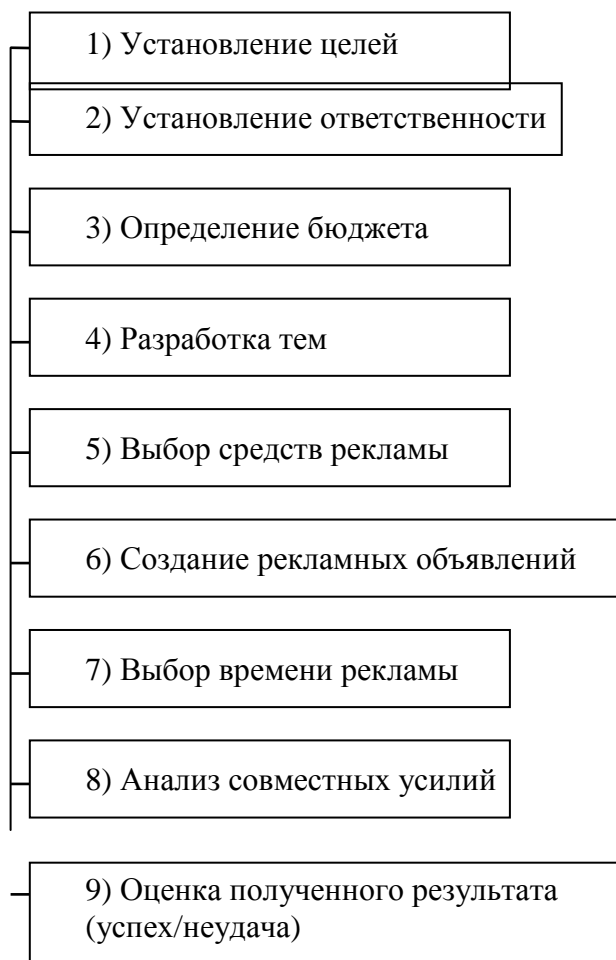 1) Установление целей
2) Установление ответственности
3) Определение бюджета
4) Разработка тем
5) Выбор средств рекламы
6) Создание рекламных объявлений
7) Выбор времени рекламы
8) Анализ совместных усилий
9) Оценка полученного результата
(успех/неудача)